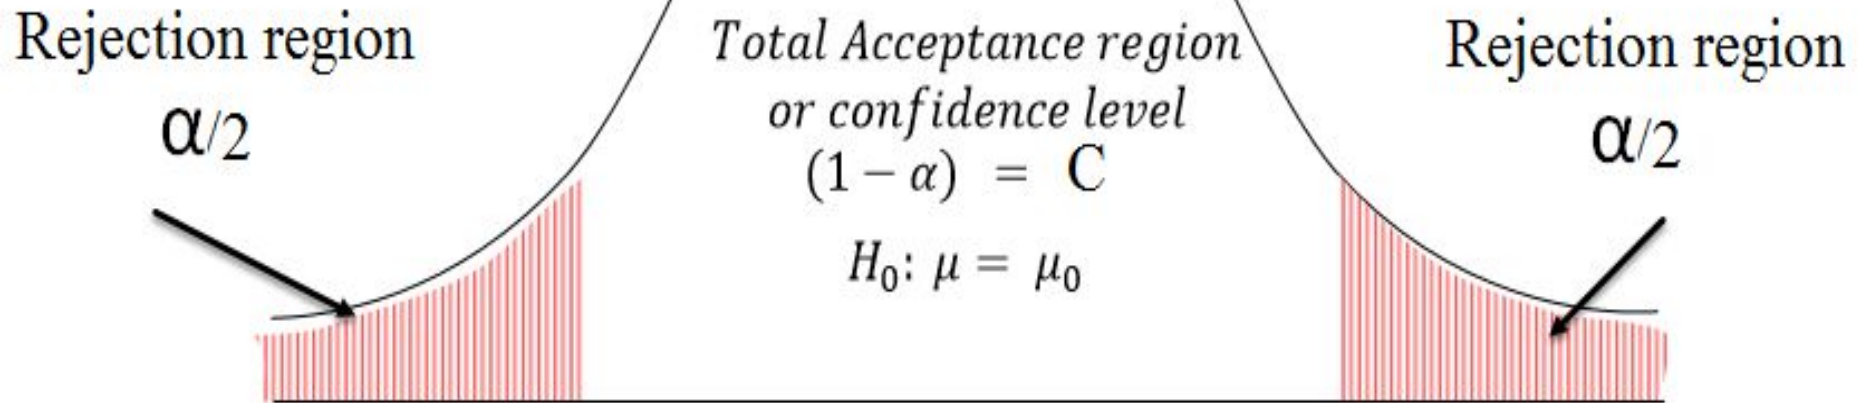 Rejection region
α/2
Total Acceptance region
or confidence level
(1 − α) = C
H₀: μ = μ₀
Rejection region
α/2